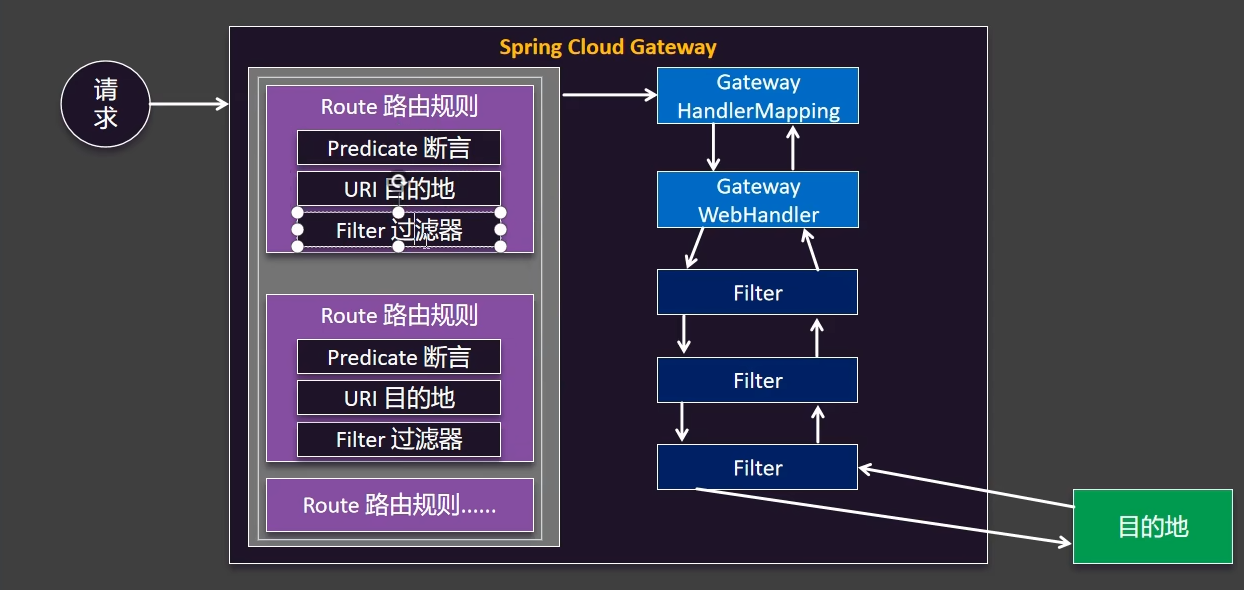 Spring Cloud Gateway
请
求
Route 路由规则
Predicate 断言
URI 目的地
Filter 过滤器
Route 路由规则
Predicate 断言
URI 目的地
Filter 过滤器
Route 路由规则......
Gateway
HandlerMapping
Gateway
WebHandler
Filter
Filter
Filter
目的地